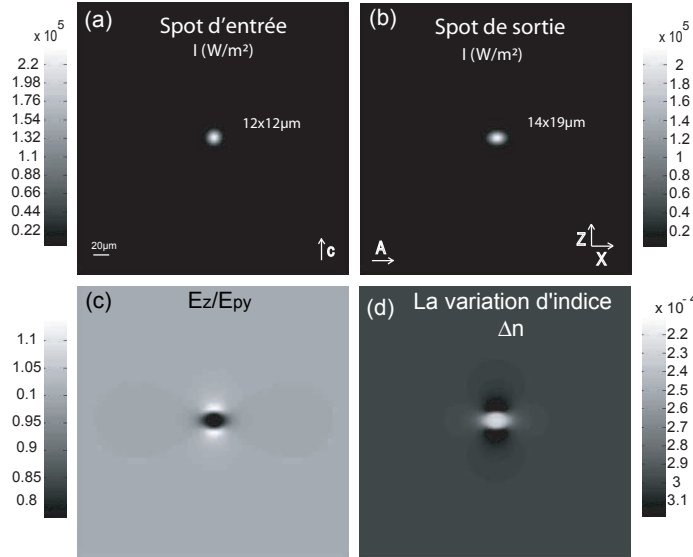 (a)
Spot d'entrée
I (W/m²)
12x12µm
20µm
c
x 10⁵
2.2
1.98
1.76
1.54
1.32
1.1
0.88
0.66
0.44
0.22
(b)
Spot de sortie
I (W/m²)
14x19µm
A
Z
X
x 10⁵
2
1.8
1.6
1.4
1.2
1
0.8
0.6
0.4
0.2
(c)
Ez/Epy
1.1
1.05
0.1
0.95
0.9
0.85
0.8
(d)
La variation d'indice
Δn
x 10⁻⁴
2.2
2.3
2.4
2.5
2.6
2.7
2.8
2.9
3
3.1